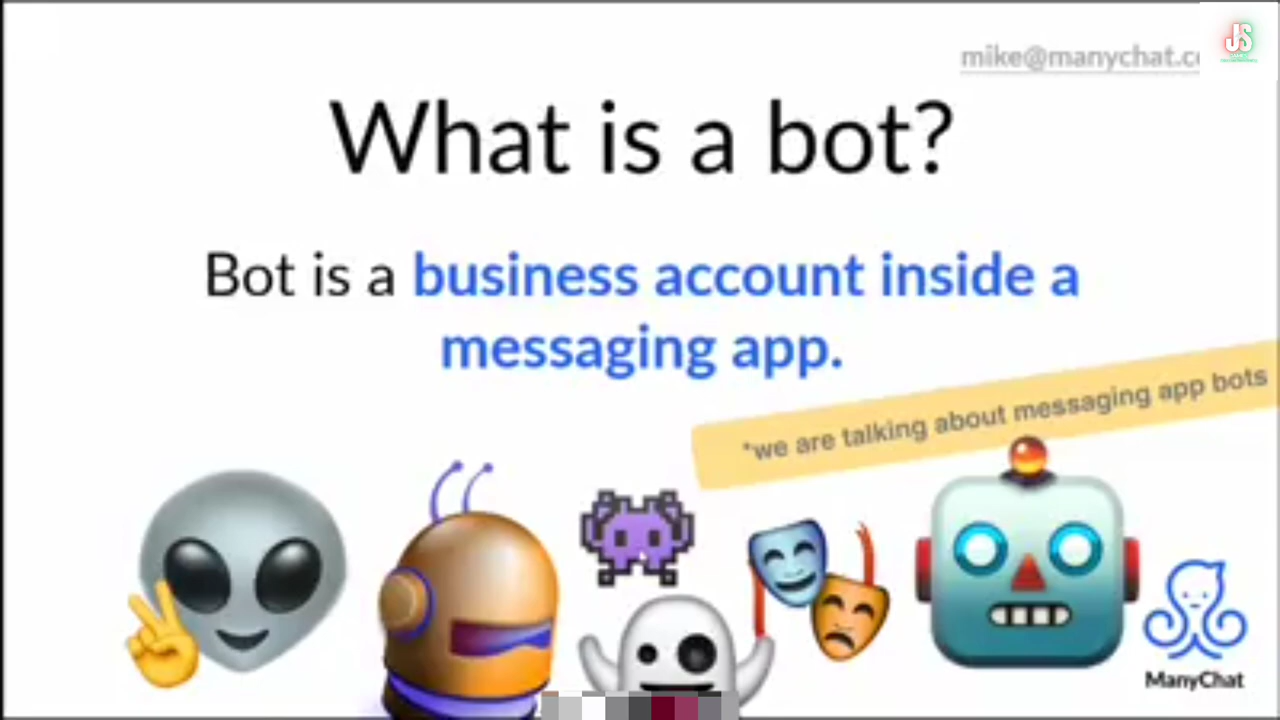 mike@manychat.c
JS
What is a bot?
Bot is a business account inside a
messaging app.
*we are talking about messaging app bots
ManyChat